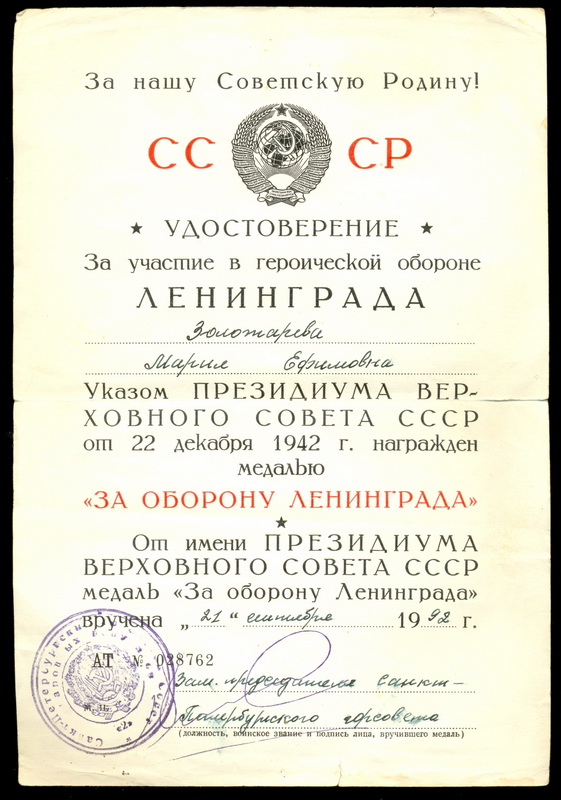 За нашу Советскую Родину!
СС СР
★ УДОСТОВЕРЕНИЕ ★
За участие в героической обороне
ЛЕНИНГРАДА
Золотарева
Мария Ефимовна
Указом ПРЕЗИДИУМА ВЕР-
ХОВНОГО СОВЕТА СССР
от 22 декабря 1942 г. награжден
медалью
«ЗА ОБОРОНУ ЛЕНИНГРАДА»
★
От имени ПРЕЗИДИУМА
ВЕРХОВНОГО СОВЕТА СССР
медаль «За оборону Ленинграда»
вручена „21“ сентября 1992 г.
АТ № 028762
Зам. председателя Санкт-
Петербургского горсовета
(должность, воинское звание и подпись лица, вручившего медаль)
Санкт-Петербургский